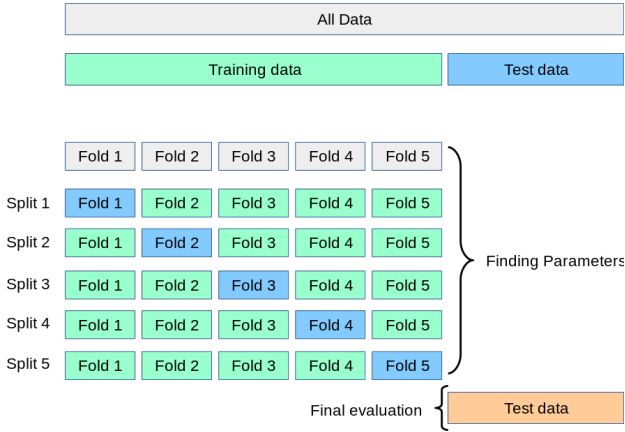 All Data
Training data Test data
Fold 1 Fold 2 Fold 3 Fold 4 Fold 5
Split 1 Fold 1 Fold 2 Fold 3 Fold 4 Fold 5
Split 2 Fold 1 Fold 2 Fold 3 Fold 4 Fold 5
Finding Parameters
Split 3 Fold 1 Fold 2 Fold 3 Fold 4 Fold 5
Split 4 Fold 1 Fold 2 Fold 3 Fold 4 Fold 5
Split 5 Fold 1 Fold 2 Fold 3 Fold 4 Fold 5
Final evaluation Test data